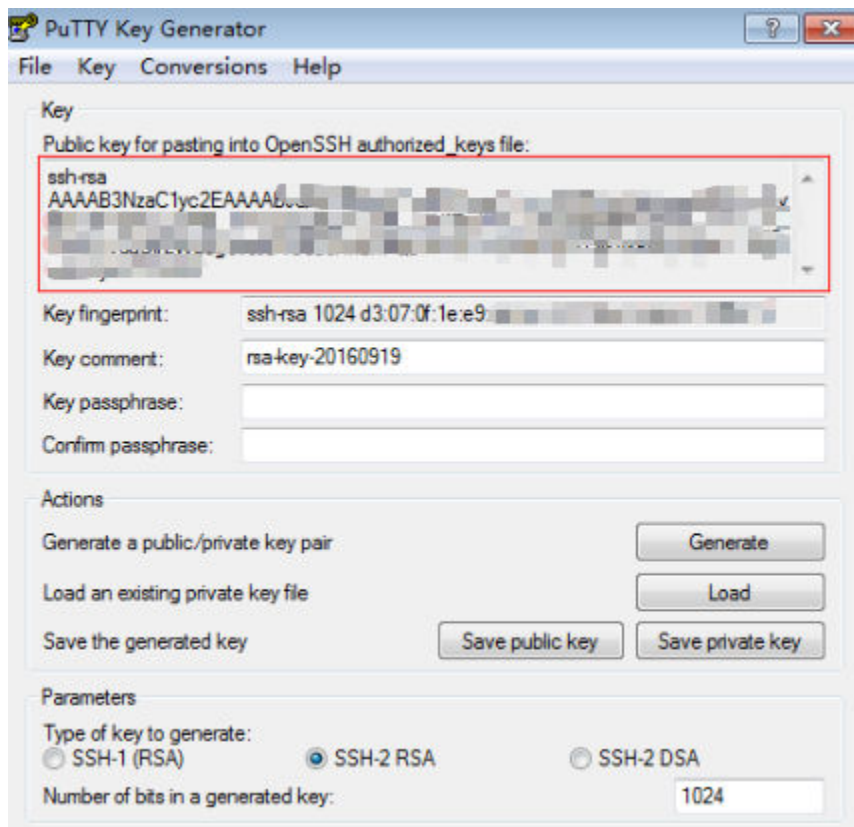 PuTTY Key Generator
File Key Conversions Help
Key
Public key for pasting into OpenSSH authorized_keys file:
ssh-rsa
AAAAB3NzaC1yc2EAAAAB
Key fingerprint: ssh-rsa 1024 d3:07:0f:1e:e9:
Key comment: rsa-key-20160919
Key passphrase:
Confirm passphrase:
Actions
Generate a public/private key pair Generate
Load an existing private key file Load
Save the generated key Save public key Save private key
Parameters
Type of key to generate:
SSH-1 (RSA) SSH-2 RSA SSH-2 DSA
Number of bits in a generated key: 1024